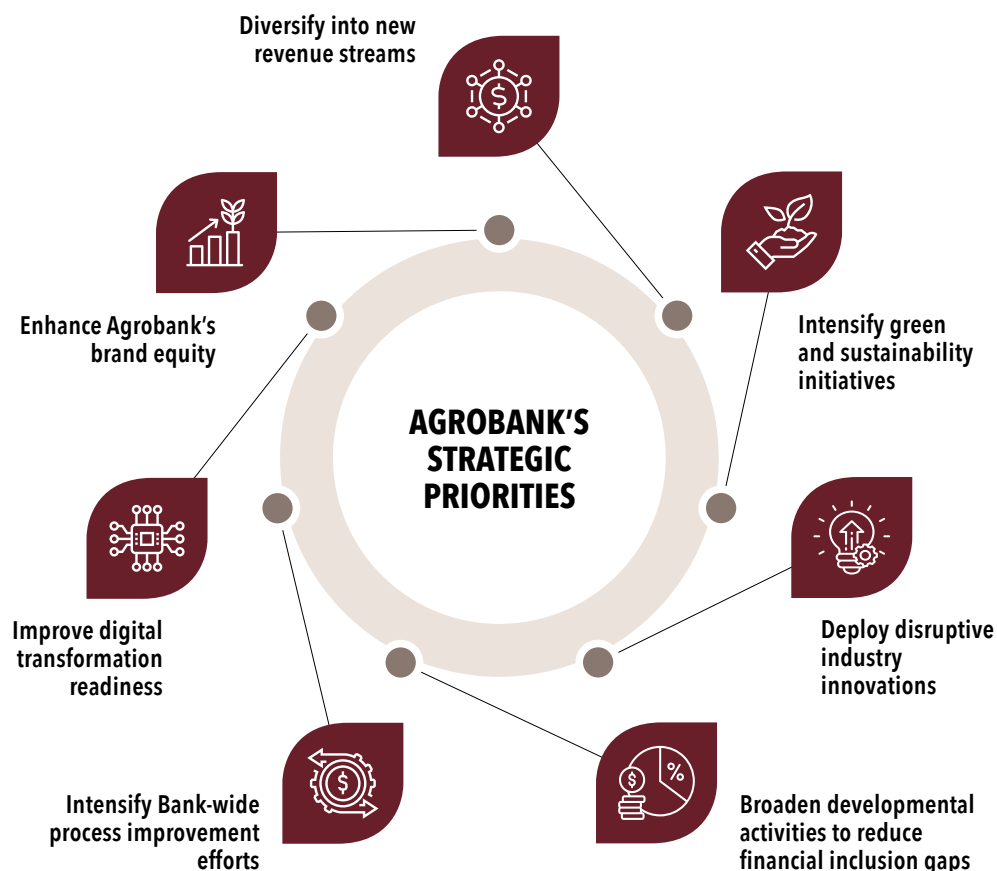 Diversify into new
revenue streams
$
Enhance Agrobank's
brand equity
Intensify green
and sustainability
initiatives
AGROBANK'S
STRATEGIC
PRIORITIES
Improve digital
transformation
readiness
Deploy disruptive
industry
innovations
$
$
%
Intensify Bank-wide
process improvement
efforts
Broaden developmental
activities to reduce
financial inclusion gaps